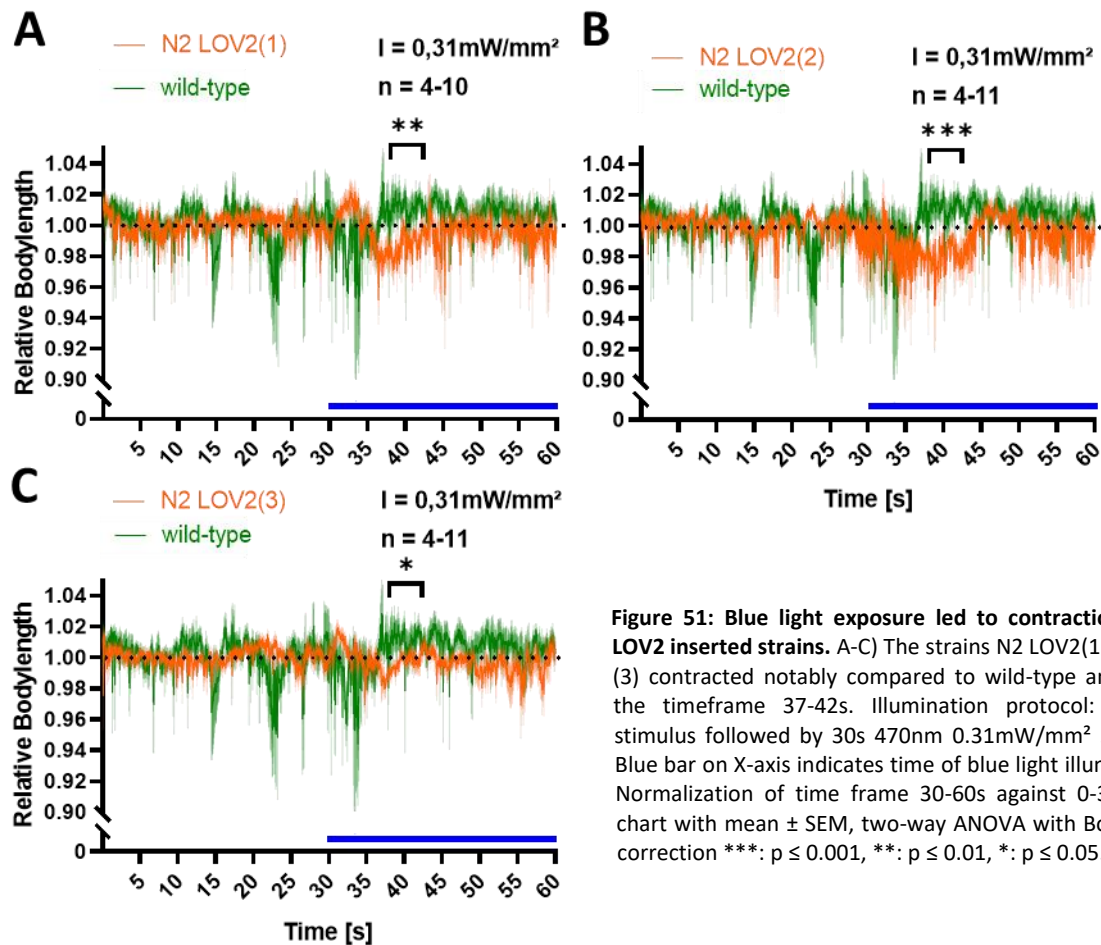 A
N2 LOV2(1)
wild-type
I = 0,31mW/mm²
n = 4-10
**
Relative Bodylength
1.04
1.02
1.00
0.98
0.96
0.94
0.92
0.90
0
5 10 15 20 25 30 35 40 45 50 55 60
B
N2 LOV2(2)
wild-type
I = 0,31mW/mm²
n = 4-11
***
1.04
1.02
1.00
0.98
0.96
0.94
0.92
0.90
0
5 10 15 20 25 30 35 40 45 50 55 60
Time [s]
C
N2 LOV2(3)
wild-type
I = 0,31mW/mm²
n = 4-11
*
Relative Bodylength
1.04
1.02
1.00
0.98
0.96
0.94
0.92
0.90
0
5 10 15 20 25 30 35 40 45 50 55 60
Time [s]
Figure 51: Blue light exposure led to
LOV2 inserted strains. A-C) The strains N2
(3) contracted notably compared to wild-type
the timeframe 37-42s. Illumination protocol:
stimulus followed by 30s 470nm 0.31mW/mm²
Blue bar on X-axis indicates time of blue light
Normalization of time frame 30-60s against
chart with mean ± SEM, two-way ANOVA with
correction ***: p ≤ 0.001, **: p ≤ 0.01, *: p ≤ 0.05